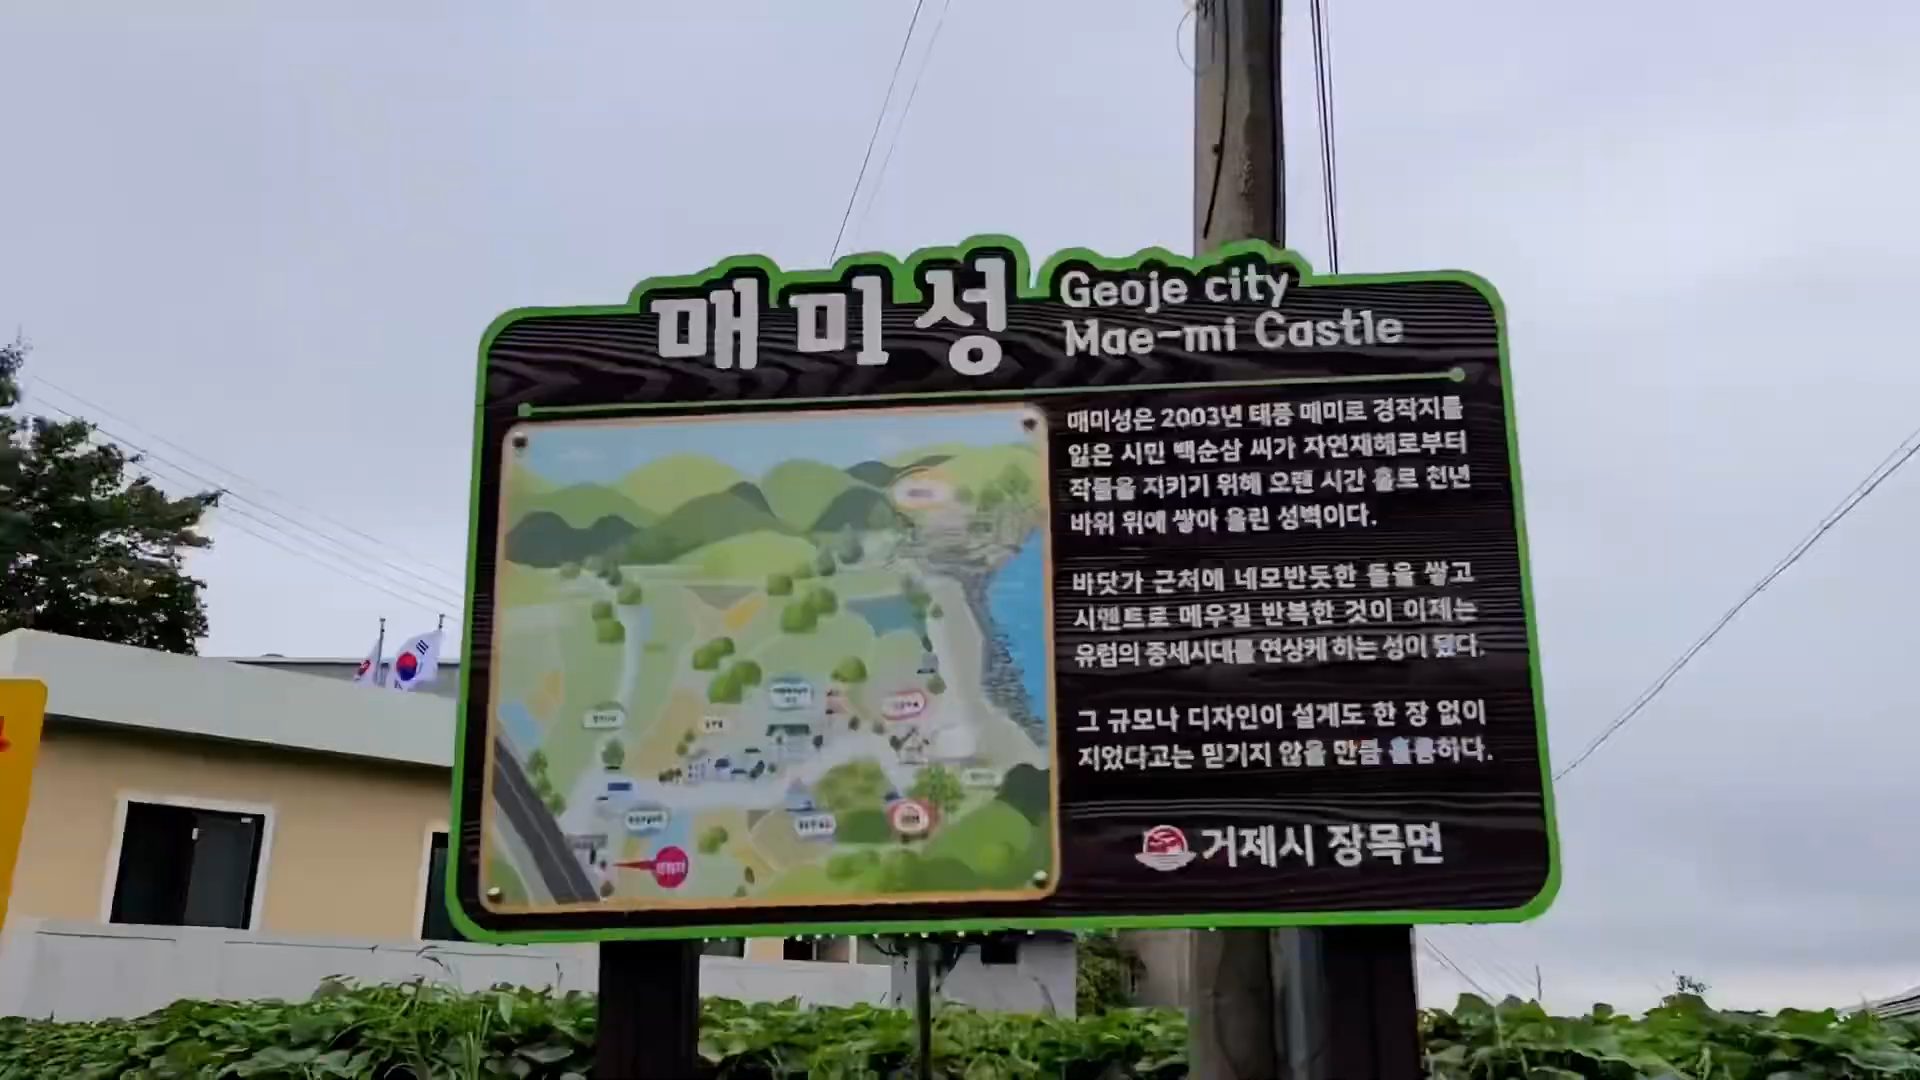 매미성
Geoje city
Mae-mi Castle
매미성은 2003년 태풍 매미로 경작지를
잃은 시민 백순삼 씨가 자연재해로부터
작물을 지키기 위해 오랜 시간 홀로 천년
바위 위에 쌓아 올린 성벽이다.
바닷가 근처에 네모반듯한 돌을 쌓고
시멘트로 메우길 반복한 것이 이제는
유럽의 중세시대를 연상케 하는 성이 됐다.
그 규모나 디자인이 설계도 한 장 없이
지었다고는 믿기지 않을 만큼 훌륭하다.
거제시 장목면